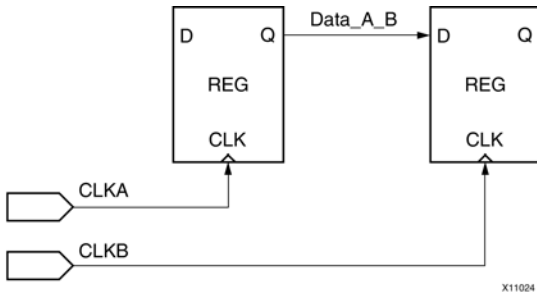 Data_A_B
D Q
D Q
REG
REG
CLK
CLK
CLKA
CLKB
X11024